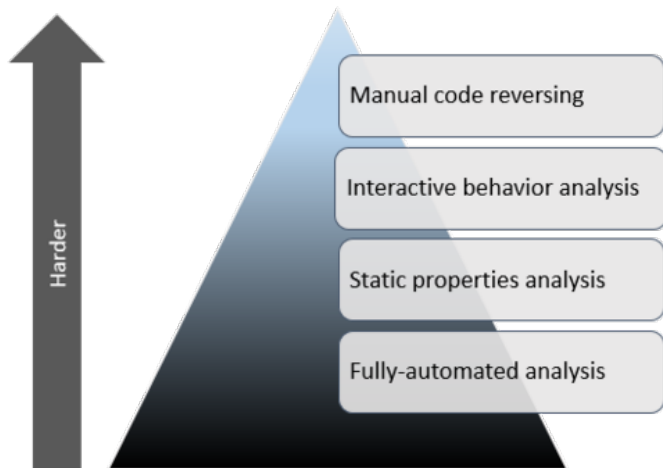 Manual code reversing
Interactive behavior analysis
Static properties analysis
Fully-automated analysis
Harder